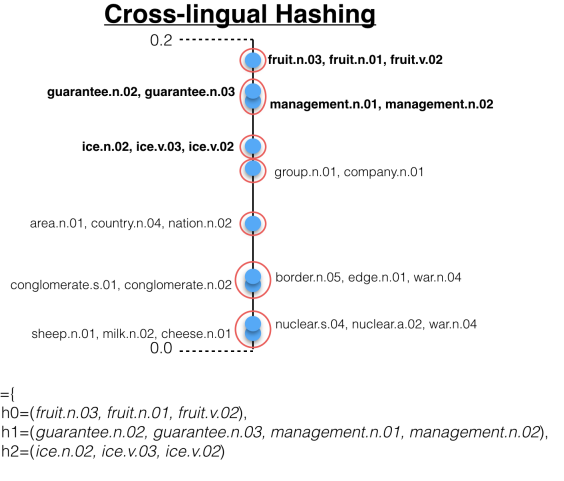 Cross-lingual Hashing
0.2
fruit.n.03, fruit.n.01, fruit.v.02
guarantee.n.02, guarantee.n.03
management.n.01, management.n.02
ice.n.02, ice.v.03, ice.v.02
group.n.01, company.n.01
area.n.01, country.n.04, nation.n.02
conglomerate.s.01, conglomerate.n.02
border.n.05, edge.n.01, war.n.04
nuclear.s.04, nuclear.a.02, war.n.04
sheep.n.01, milk.n.02, cheese.n.01
0.0
={
h0=(fruit.n.03, fruit.n.01, fruit.v.02),
h1=(guarantee.n.02, guarantee.n.03, management.n.01, management.n.02),
h2=(ice.n.02, ice.v.03, ice.v.02)